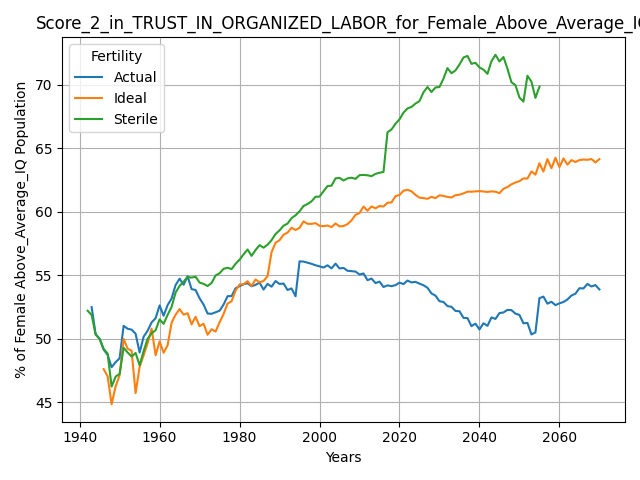 Score_2_in_TRUST_IN_ORGANIZED_LABOR_for_Female_Above_Average_IQ
% of Female Above_Average_IQ Population
70
65
60
55
50
45
Fertility
Actual
Ideal
Sterile
1940
1960
1980
2000
2020
2040
2060
Years